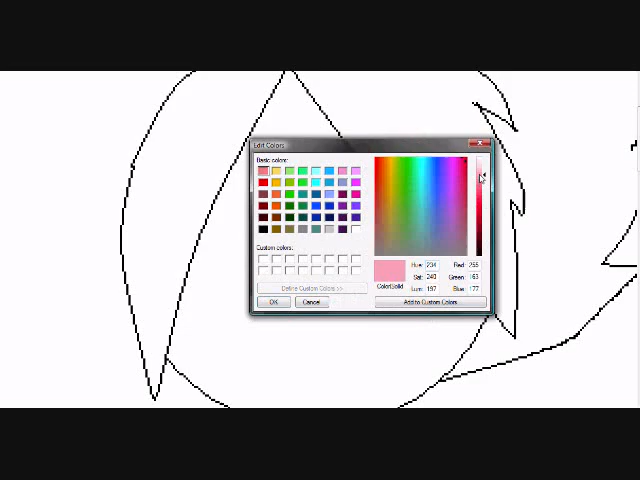 Edit Colors
Basic colors:
Custom colors:
Define Custom Colors >>
OK
Cancel
Color|Solid
Hue: 234
Sat: 240
Lum: 197
Red: 255
Green: 163
Blue: 177
Add to Custom Colors